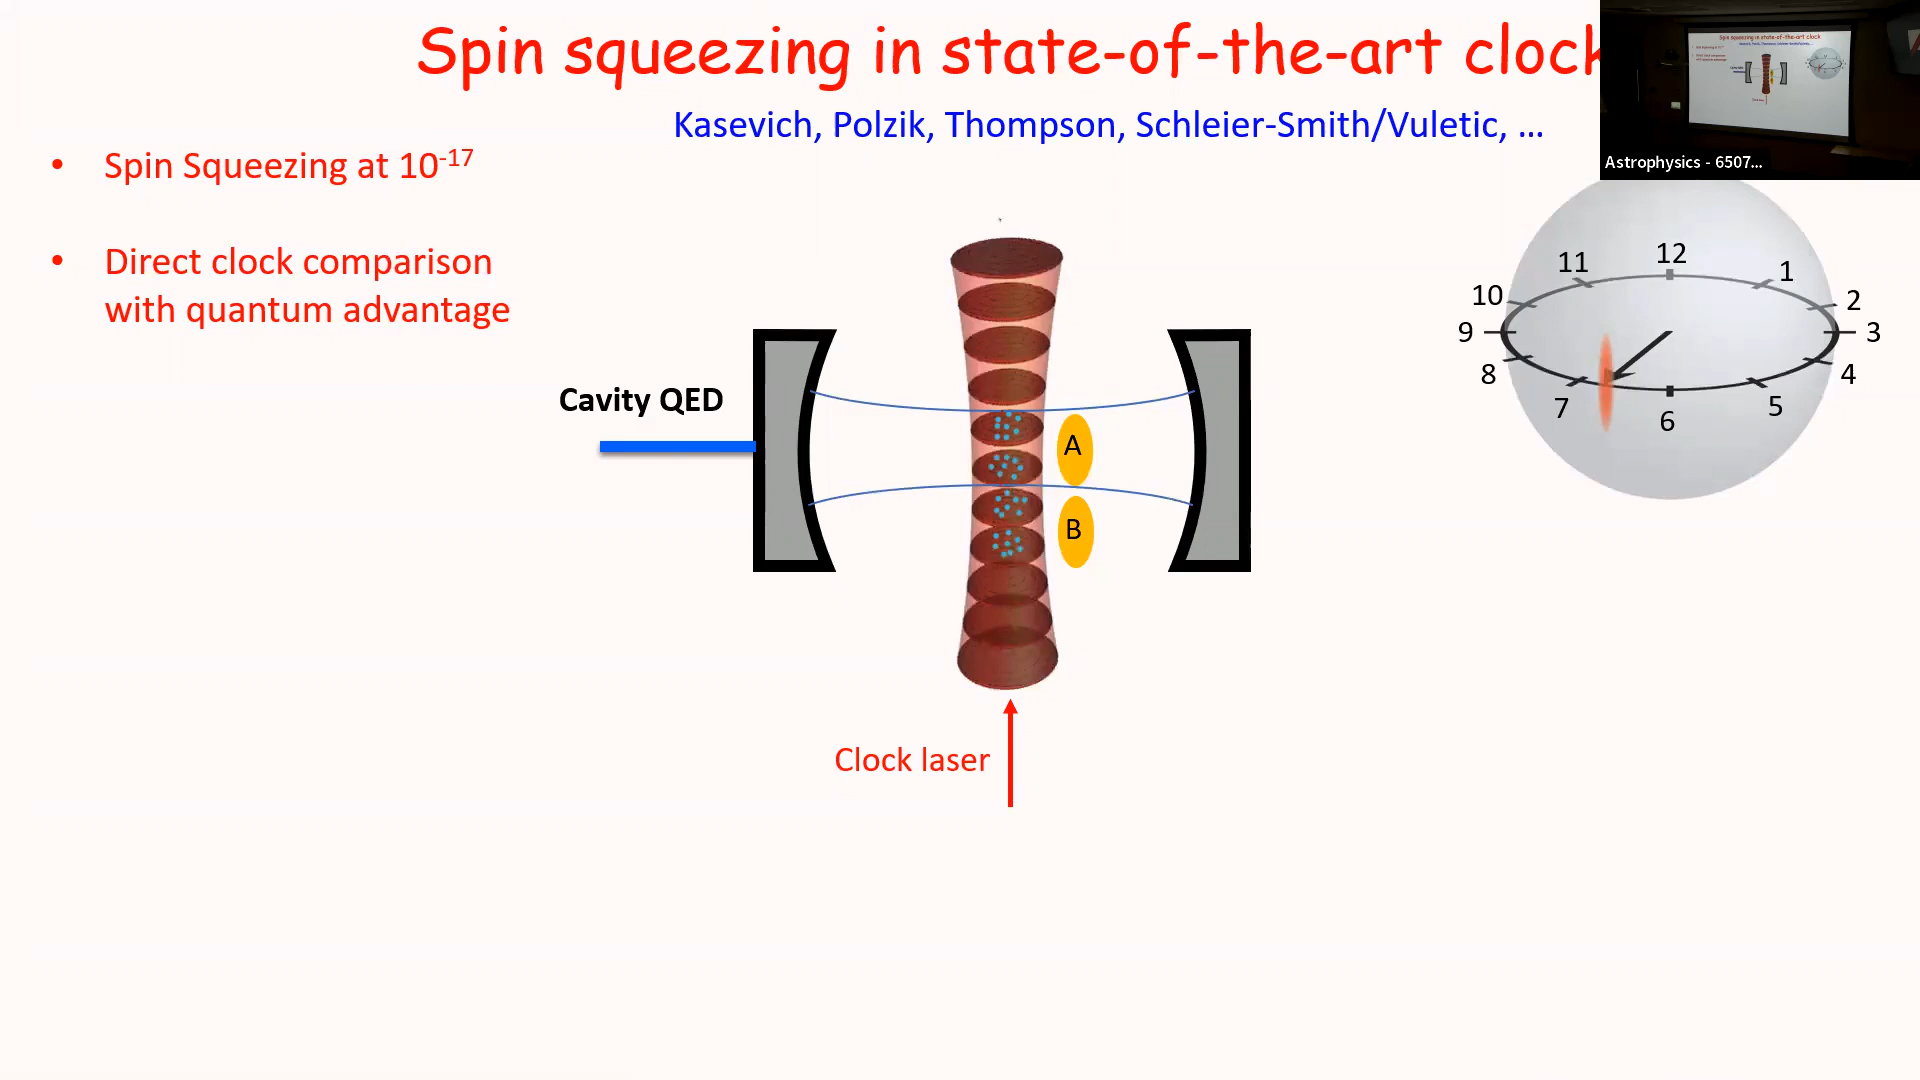 Spin squeezing in state-of-the-art clock
Kasevich, Polzik, Thompson, Schleier-Smith/Vuletic, ...
• Spin Squeezing at 10⁻¹⁷
• Direct clock comparison
with quantum advantage
Cavity QED
A
B
Clock laser
Astrophysics - 6507...
12
1
2
3
4
5
6
7
8
9
10
11